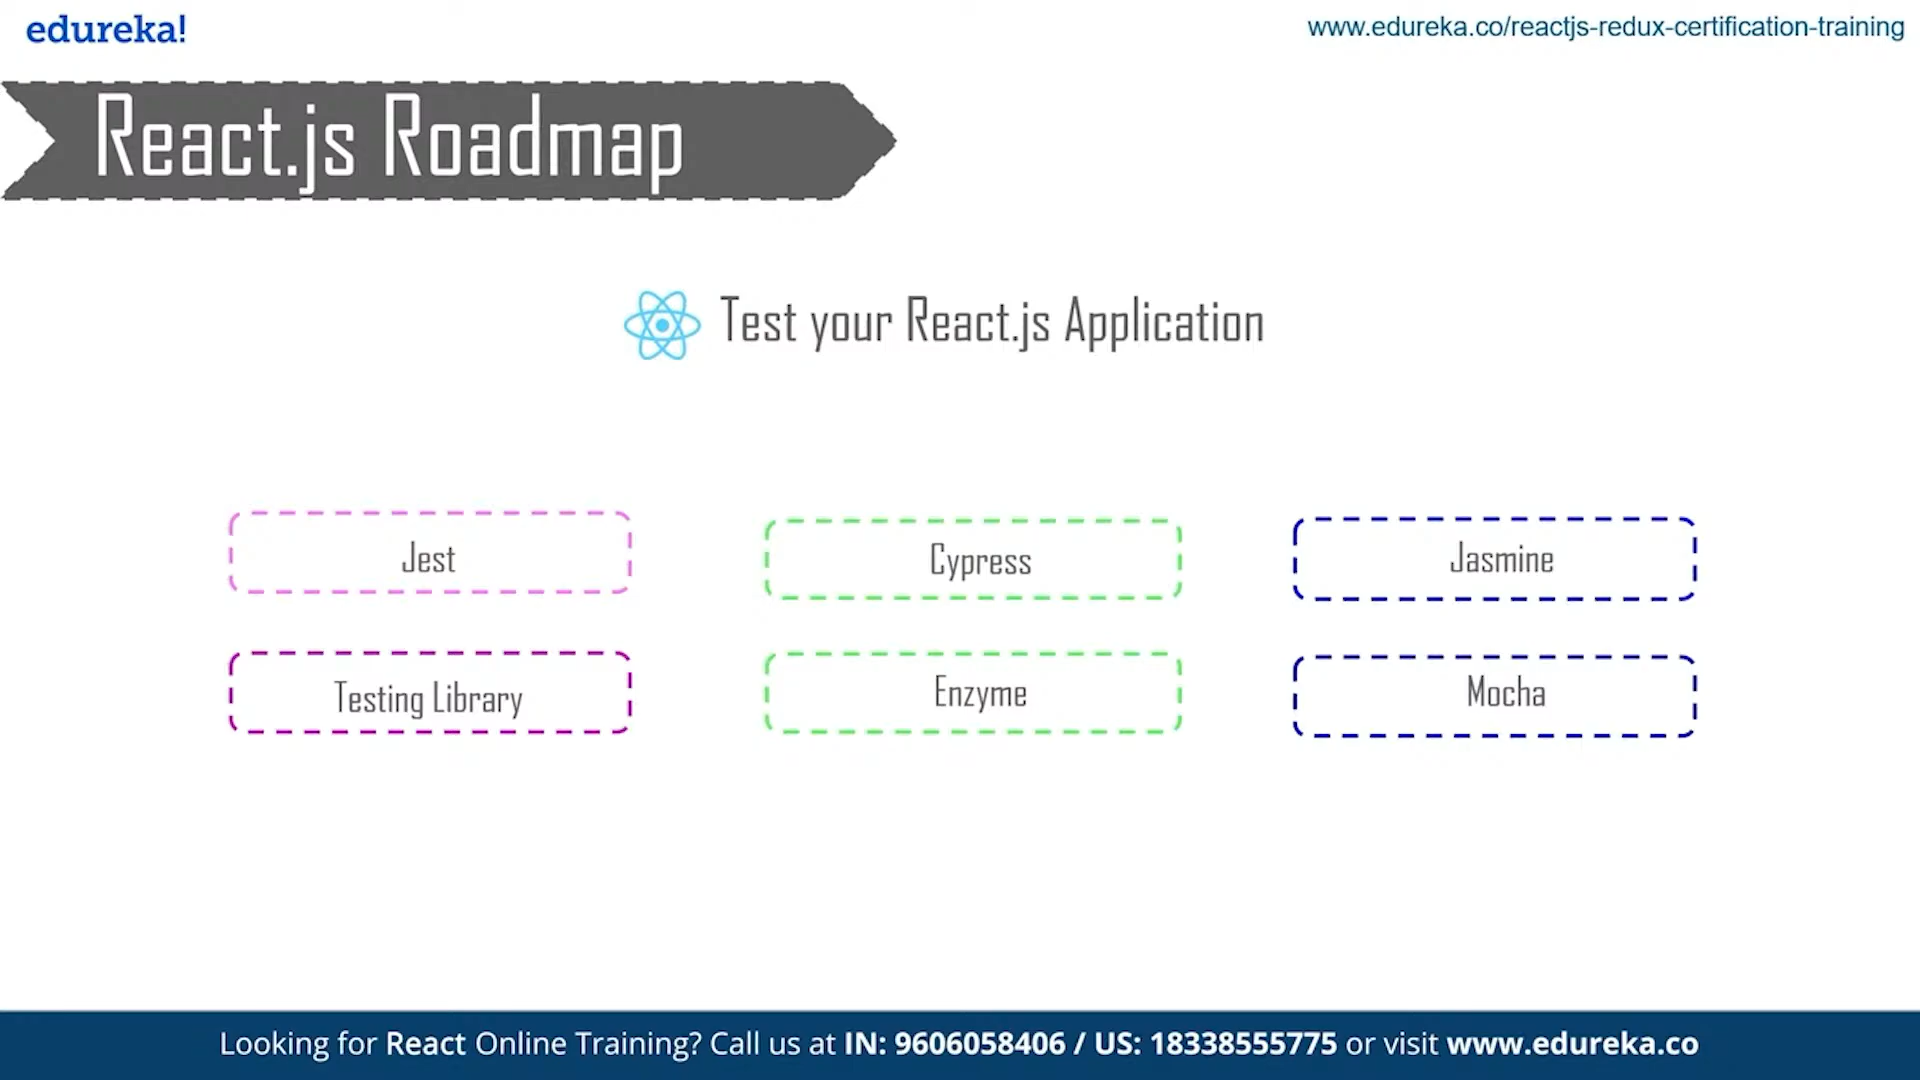 edureka!
www.edureka.co/reactjs-redux-certification-training
React.js Roadmap
Test your React.js Application
Jest
Cypress
Jasmine
Testing Library
Enzyme
Mocha
Looking for React Online Training? Call us at IN: 9606058406 / US: 18338555775 or visit www.edureka.co